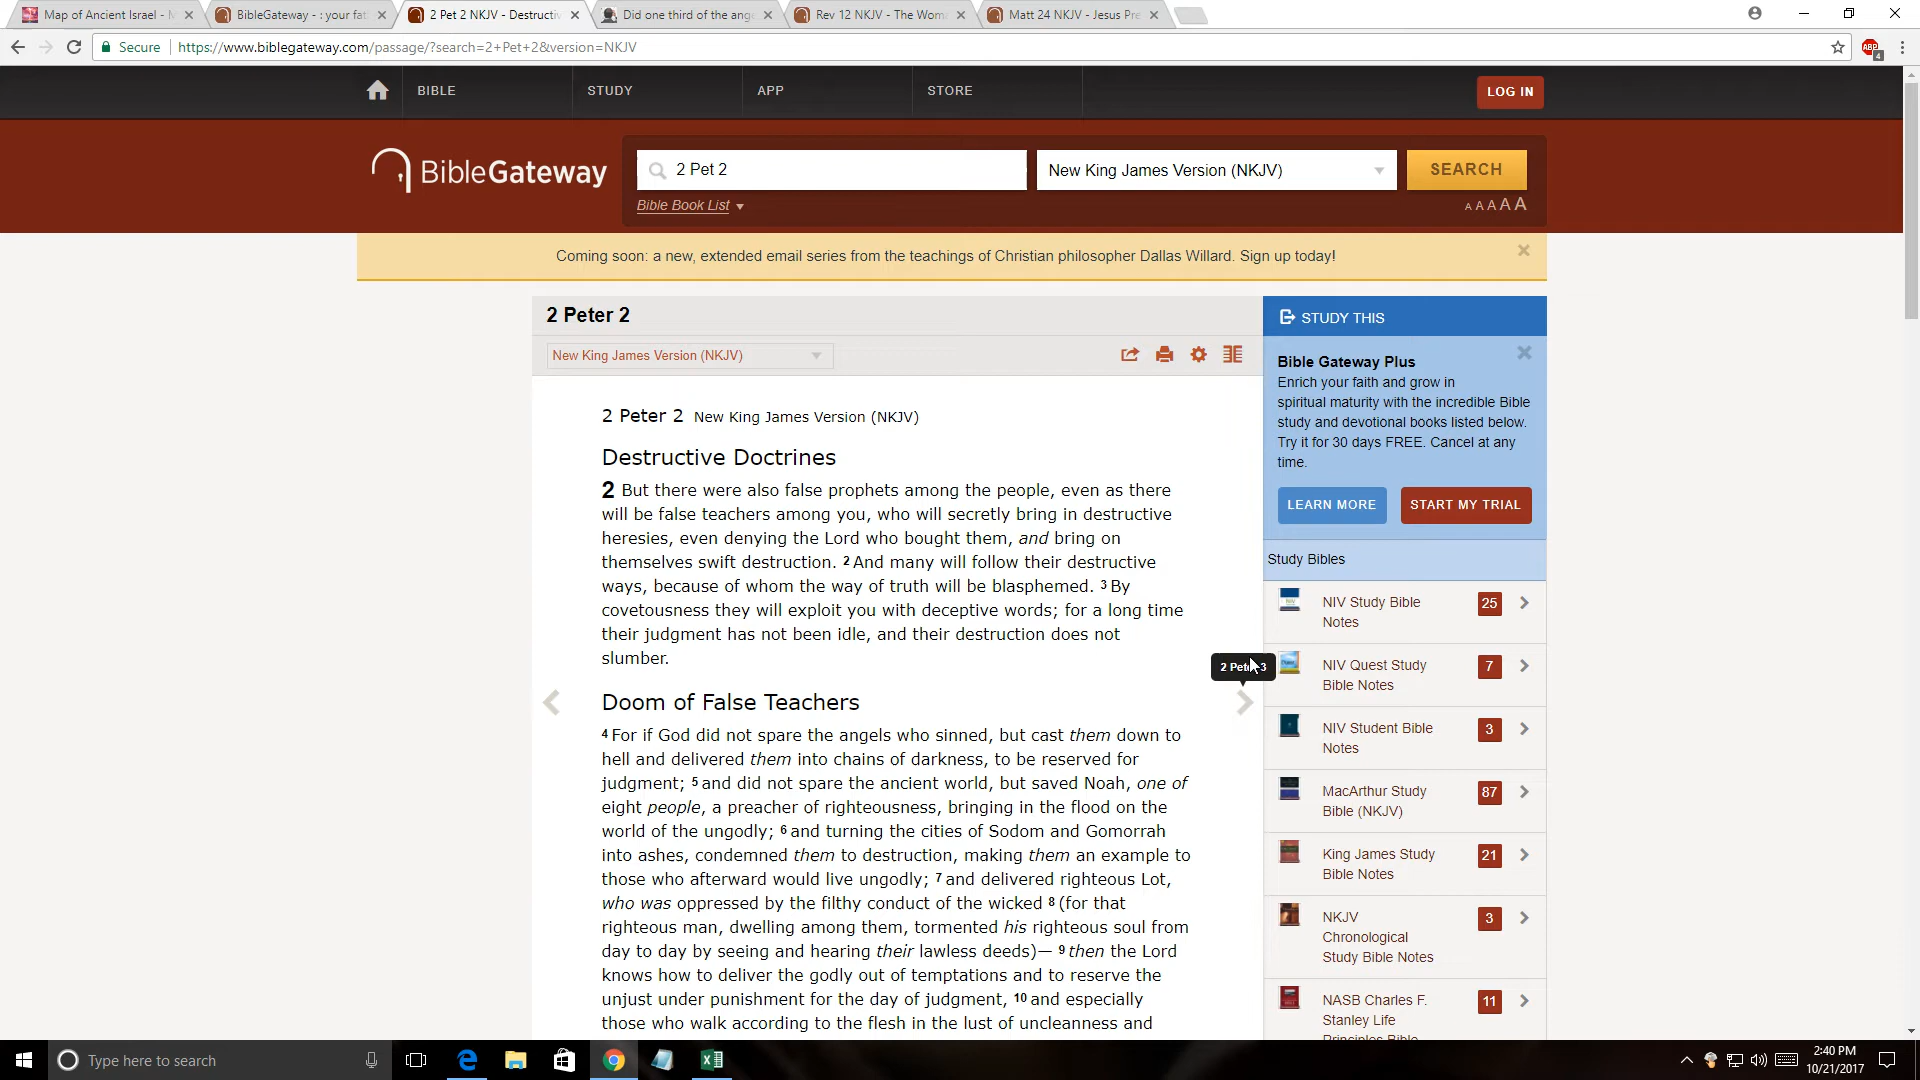 Map of Ancient Israel - M
BibleGateway - : your fat
2 Pet 2 NKJV - Destructiv
Did one third of the ange
Rev 12 NKJV - The Wom
Matt 24 NKJV - Jesus Pre
Secure
https://www.biblegateway.com/passage/?search=2+Pet+2&version=NKJV
ABP
4
BIBLE
STUDY
APP
STORE
LOG IN
BibleGateway
2 Pet 2
New King James Version (NKJV)
SEARCH
Bible Book List
A A A A A
Coming soon: a new, extended email series from the teachings of Christian philosopher Dallas Willard. Sign up today!
2 Peter 2
New King James Version (NKJV)
2 Peter 2 New King James Version (NKJV)
Destructive Doctrines
2 But there were also false prophets among the people, even as there
will be false teachers among you, who will secretly bring in destructive
heresies, even denying the Lord who bought them, and bring on
themselves swift destruction. 2 And many will follow their destructive
ways, because of whom the way of truth will be blasphemed. 3 By
covetousness they will exploit you with deceptive words; for a long time
their judgment has not been idle, and their destruction does not
slumber.
Doom of False Teachers
4 For if God did not spare the angels who sinned, but cast them down to
hell and delivered them into chains of darkness, to be reserved for
judgment; 5 and did not spare the ancient world, but saved Noah, one of
eight people, a preacher of righteousness, bringing in the flood on the
world of the ungodly; 6 and turning the cities of Sodom and Gomorrah
into ashes, condemned them to destruction, making them an example to
those who afterward would live ungodly; 7 and delivered righteous Lot,
who was oppressed by the filthy conduct of the wicked 8 (for that
righteous man, dwelling among them, tormented his righteous soul from
day to day by seeing and hearing their lawless deeds)— 9 then the Lord
knows how to deliver the godly out of temptations and to reserve the
unjust under punishment for the day of judgment, 10 and especially
those who walk according to the flesh in the lust of uncleanness and
2 Pet 3
STUDY THIS
Bible Gateway Plus
Enrich your faith and grow in
spiritual maturity with the incredible Bible
study and devotional books listed below.
Try it for 30 days FREE. Cancel at any
time.
LEARN MORE
START MY TRIAL
Study Bibles
NIV Study Bible
Notes
25
NIV Quest Study
Bible Notes
7
NIV Student Bible
Notes
3
MacArthur Study
Bible (NKJV)
87
King James Study
Bible Notes
21
NKJV
Chronological
Study Bible Notes
3
NASB Charles F.
Stanley Life
Principles Bible
11
Type here to search
2:40 PM
10/21/2017